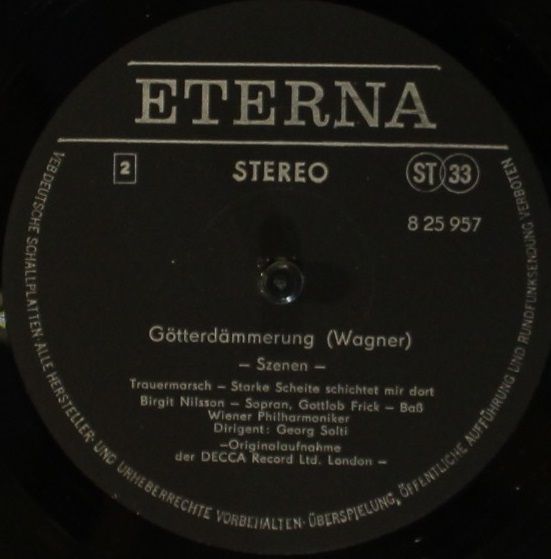 ETERNA
2 STEREO ST 33
8 25 957
Götterdämmerung (Wagner)
– Szenen –
Trauermarsch – Starke Scheite schichtet mir dort
Birgit Nilsson – Sopran, Gottlob Frick – Baß
Wiener Philharmoniker
Dirigent: Georg Solti
–Originalaufnahme
der DECCA Record Ltd. London –
VEB DEUTSCHE SCHALLPLATTEN · ALLE HERSTELLER- UND URHEBERRECHTE VORBEHALTEN · ÜBERSPIELUNG, ÖFFENTLICHE AUFFÜHRUNG UND RUNDFUNKSENDUNG VERBOTEN